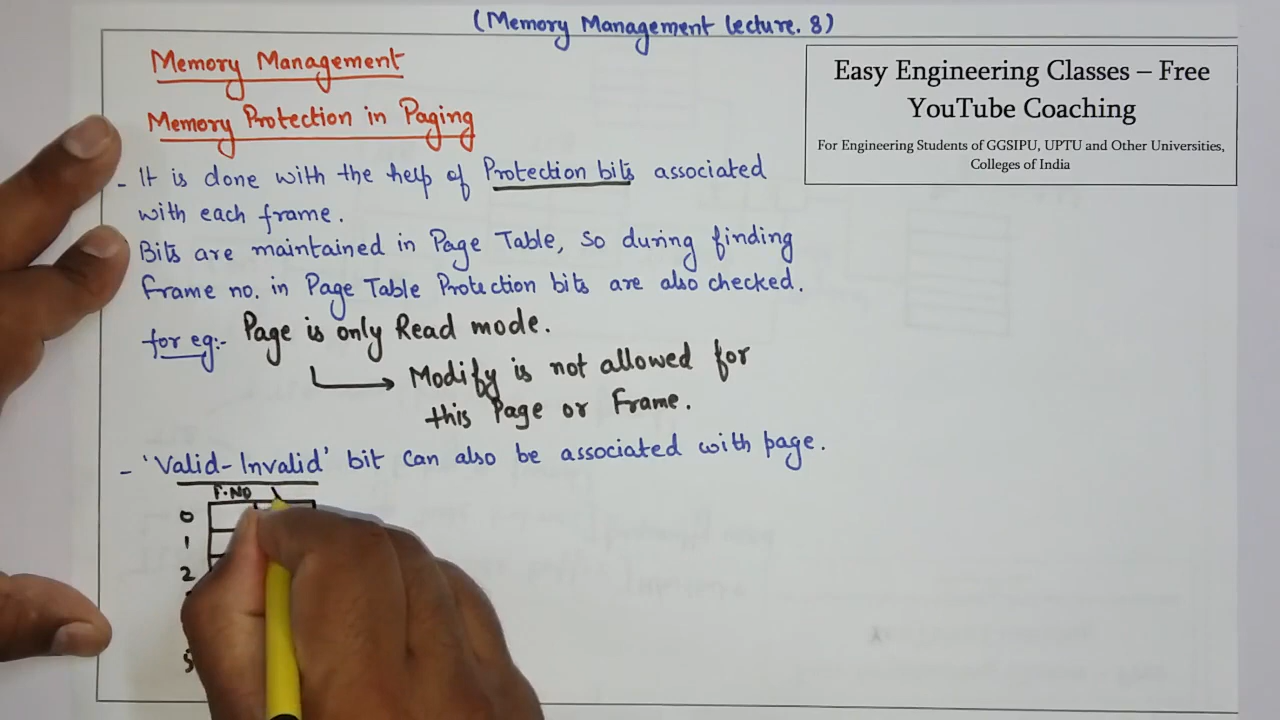 (Memory Management lecture. 8)
Memory Management
Memory Protection in Paging
Easy Engineering Classes – Free
YouTube Coaching
For Engineering Students of GGSIPU, UPTU and Other Universities,
Colleges of India
- It is done with the help of Protection bits associated
with each frame.
Bits are maintained in Page Table, so during finding
frame no. in Page Table Protection bits are also checked.
for eg:- Page is only Read mode.
Modify is not allowed for
this Page or Frame.
- 'Valid-Invalid' bit can also be associated with page.
F.NO
0
1
2
5